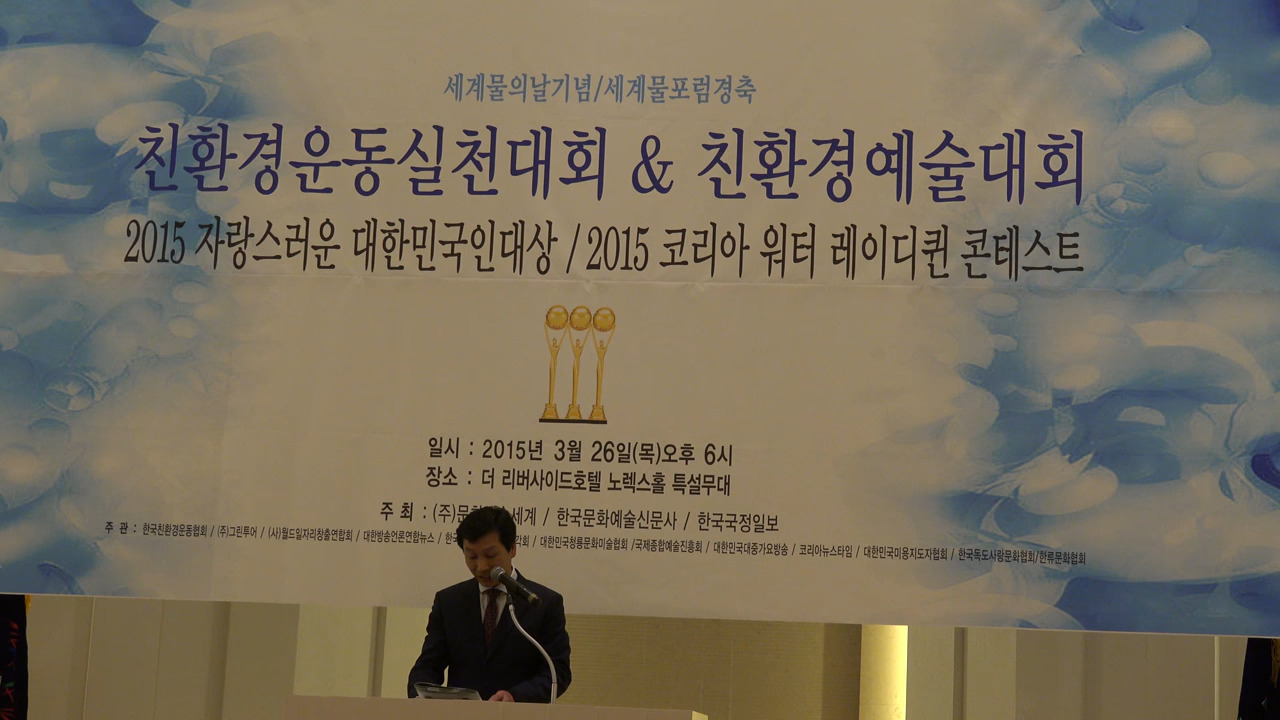 세계물의날기념/세계물포럼경축
친환경운동실천대회 & 친환경예술대회
2015 자랑스러운 대한민국인대상 / 2015 코리아 워터 레이디퀸 콘테스트
일시 : 2015년 3월 26일(목)오후 6시
장소 : 더 리버사이드호텔 노렉스홀 특설무대
주 최 : (주)문화 세계 / 한국문화예술신문사 / 한국국정일보
주 관 : 한국친환경운동협회 / (주)그린투어 / (사)월드일자리창출연합회 / 대한방송언론연합뉴스 / 대한민국청룡문화미술협회 /국제종합예술진흥회 / 대한민국대중가요방송 / 코리아뉴스타임 / 대한민국미용지도자협회 / 한국독도사랑문화협회/한류문화협회